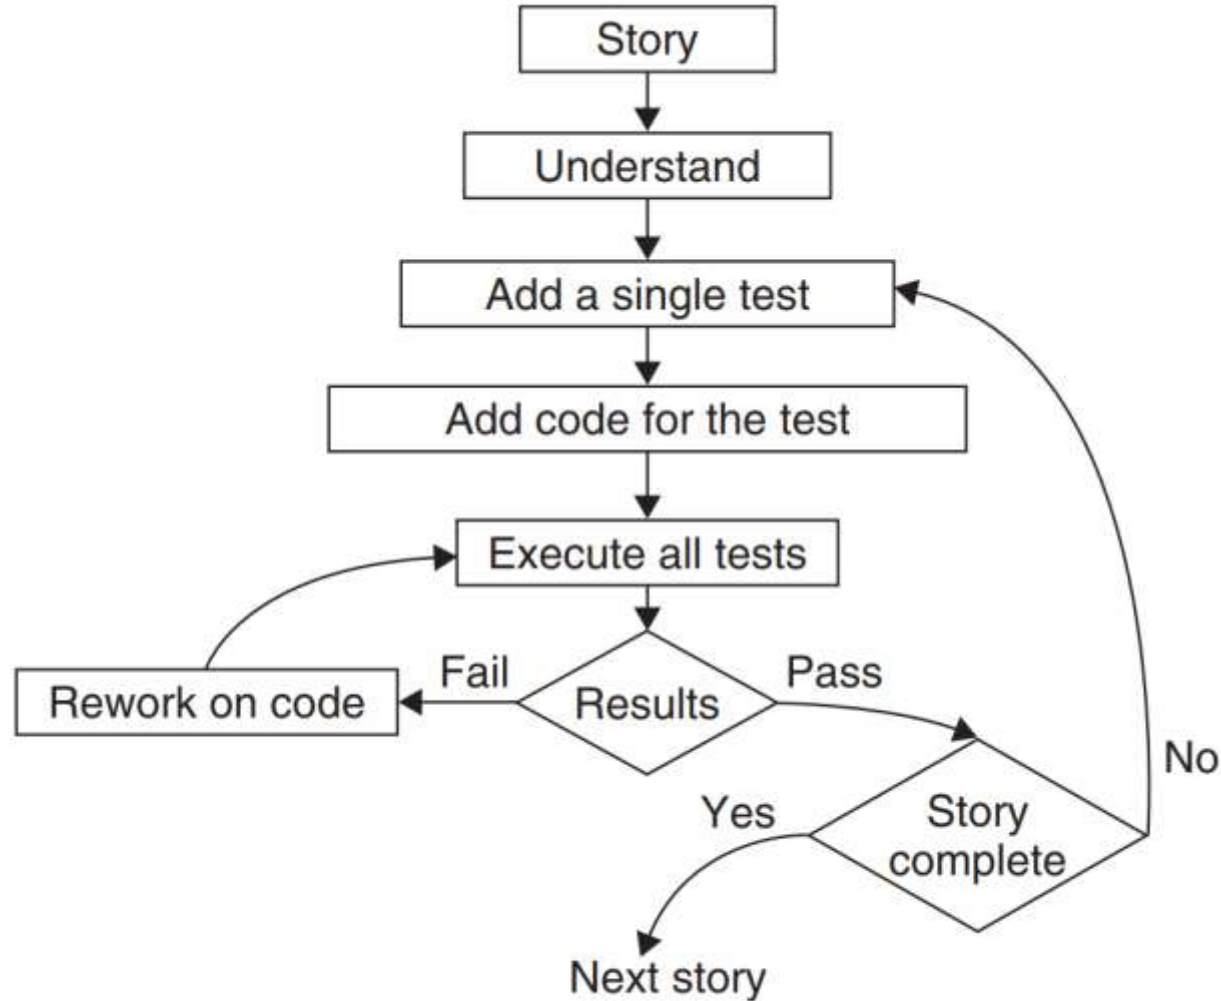 Story
Understand
Add a single test
Add code for the test
Execute all tests
Fail
Pass
Rework on code
Results
No
Yes
Story
complete
Next story